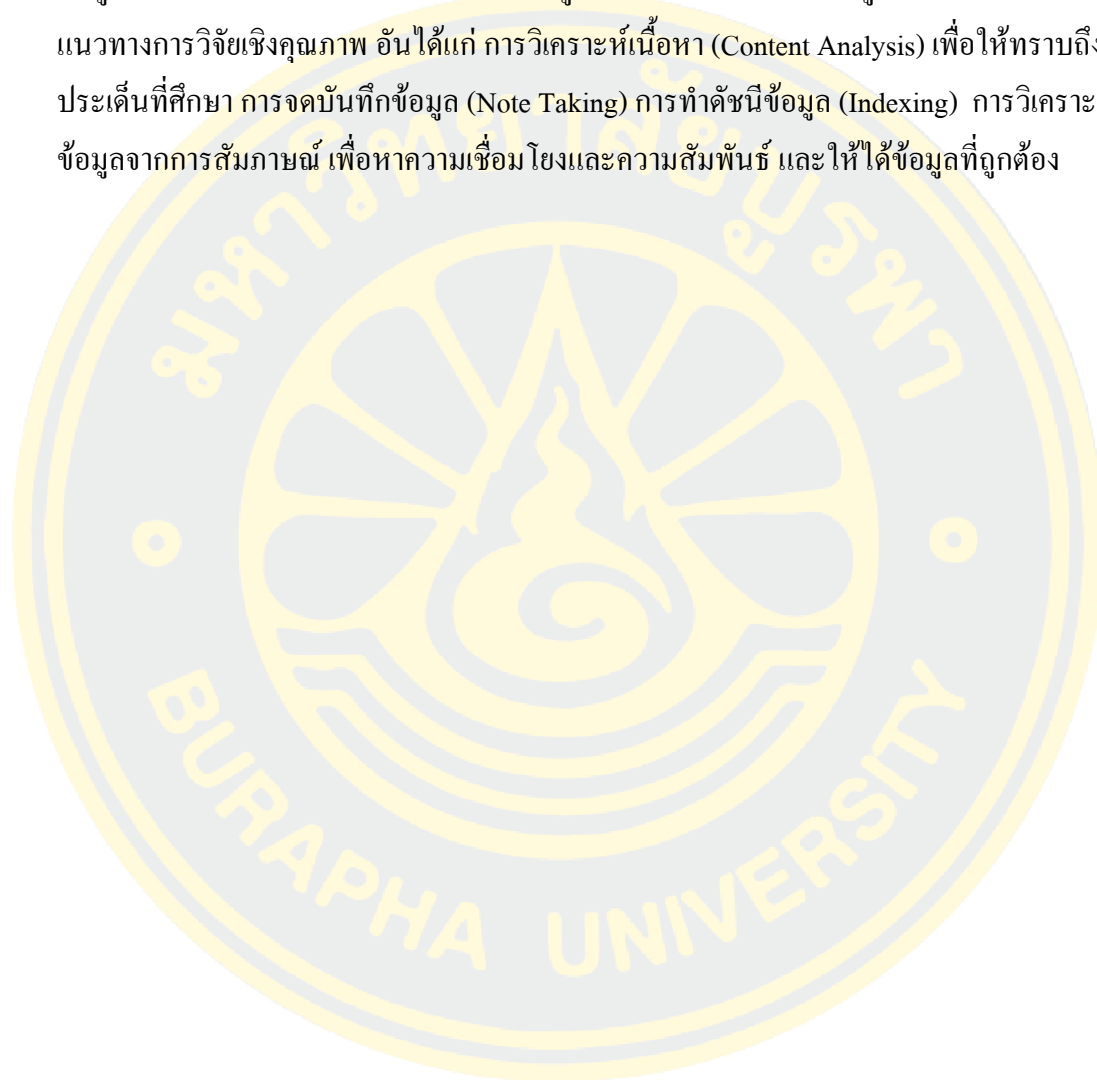 แนวทางการวิจัยเชิงคุณภาพ อันได้แก่ การวิเคราะห์เนื้อหา (Content Analysis) เพื่อให้ทราบถึง
ประเด็นที่ศึกษา การจดบันทึกข้อมูล (Note Taking) การทำดัชนีข้อมูล (Indexing) การวิเคราะ
ข้อมูลจากการสัมภาษณ์ เพื่อหาความเชื่อมโยงและความสัมพันธ์ และให้ได้ข้อมูลที่ถูกต้อง
มหาวิทยาลัยบูรพา
BURAPHA UNIVERSITY